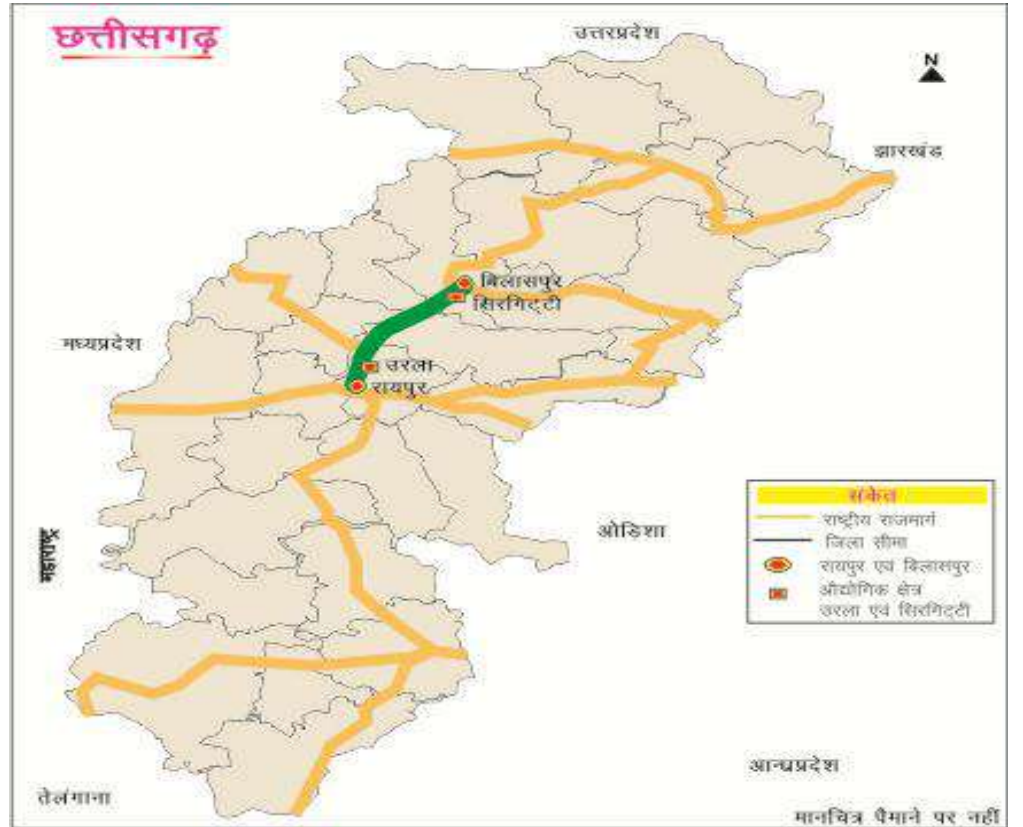 छत्तीसगढ़
उत्तरप्रदेश
N
झारखंड
बिलासपुर
सिरगिट्टी
मध्यप्रदेश
उरला
रायपुर
महाराष्ट्र
ओडिशा
संकेत
राष्ट्रीय राजमार्ग
जिला सीमा
रायपुर एवं बिलासपुर
औद्योगिक क्षेत्र
उरला एवं सिरगिट्टी
आन्ध्रप्रदेश
तेलंगाना
मानचित्र पैमाने पर नहीं